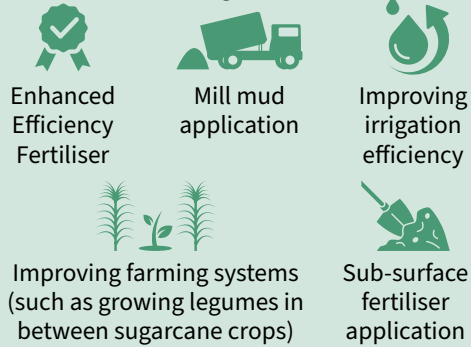 Enhanced
Efficiency
Fertiliser
Mill mud
application
Improving
irrigation
efficiency
Improving farming systems
(such as growing legumes in
between sugarcane crops)
Sub-surface
fertiliser
application